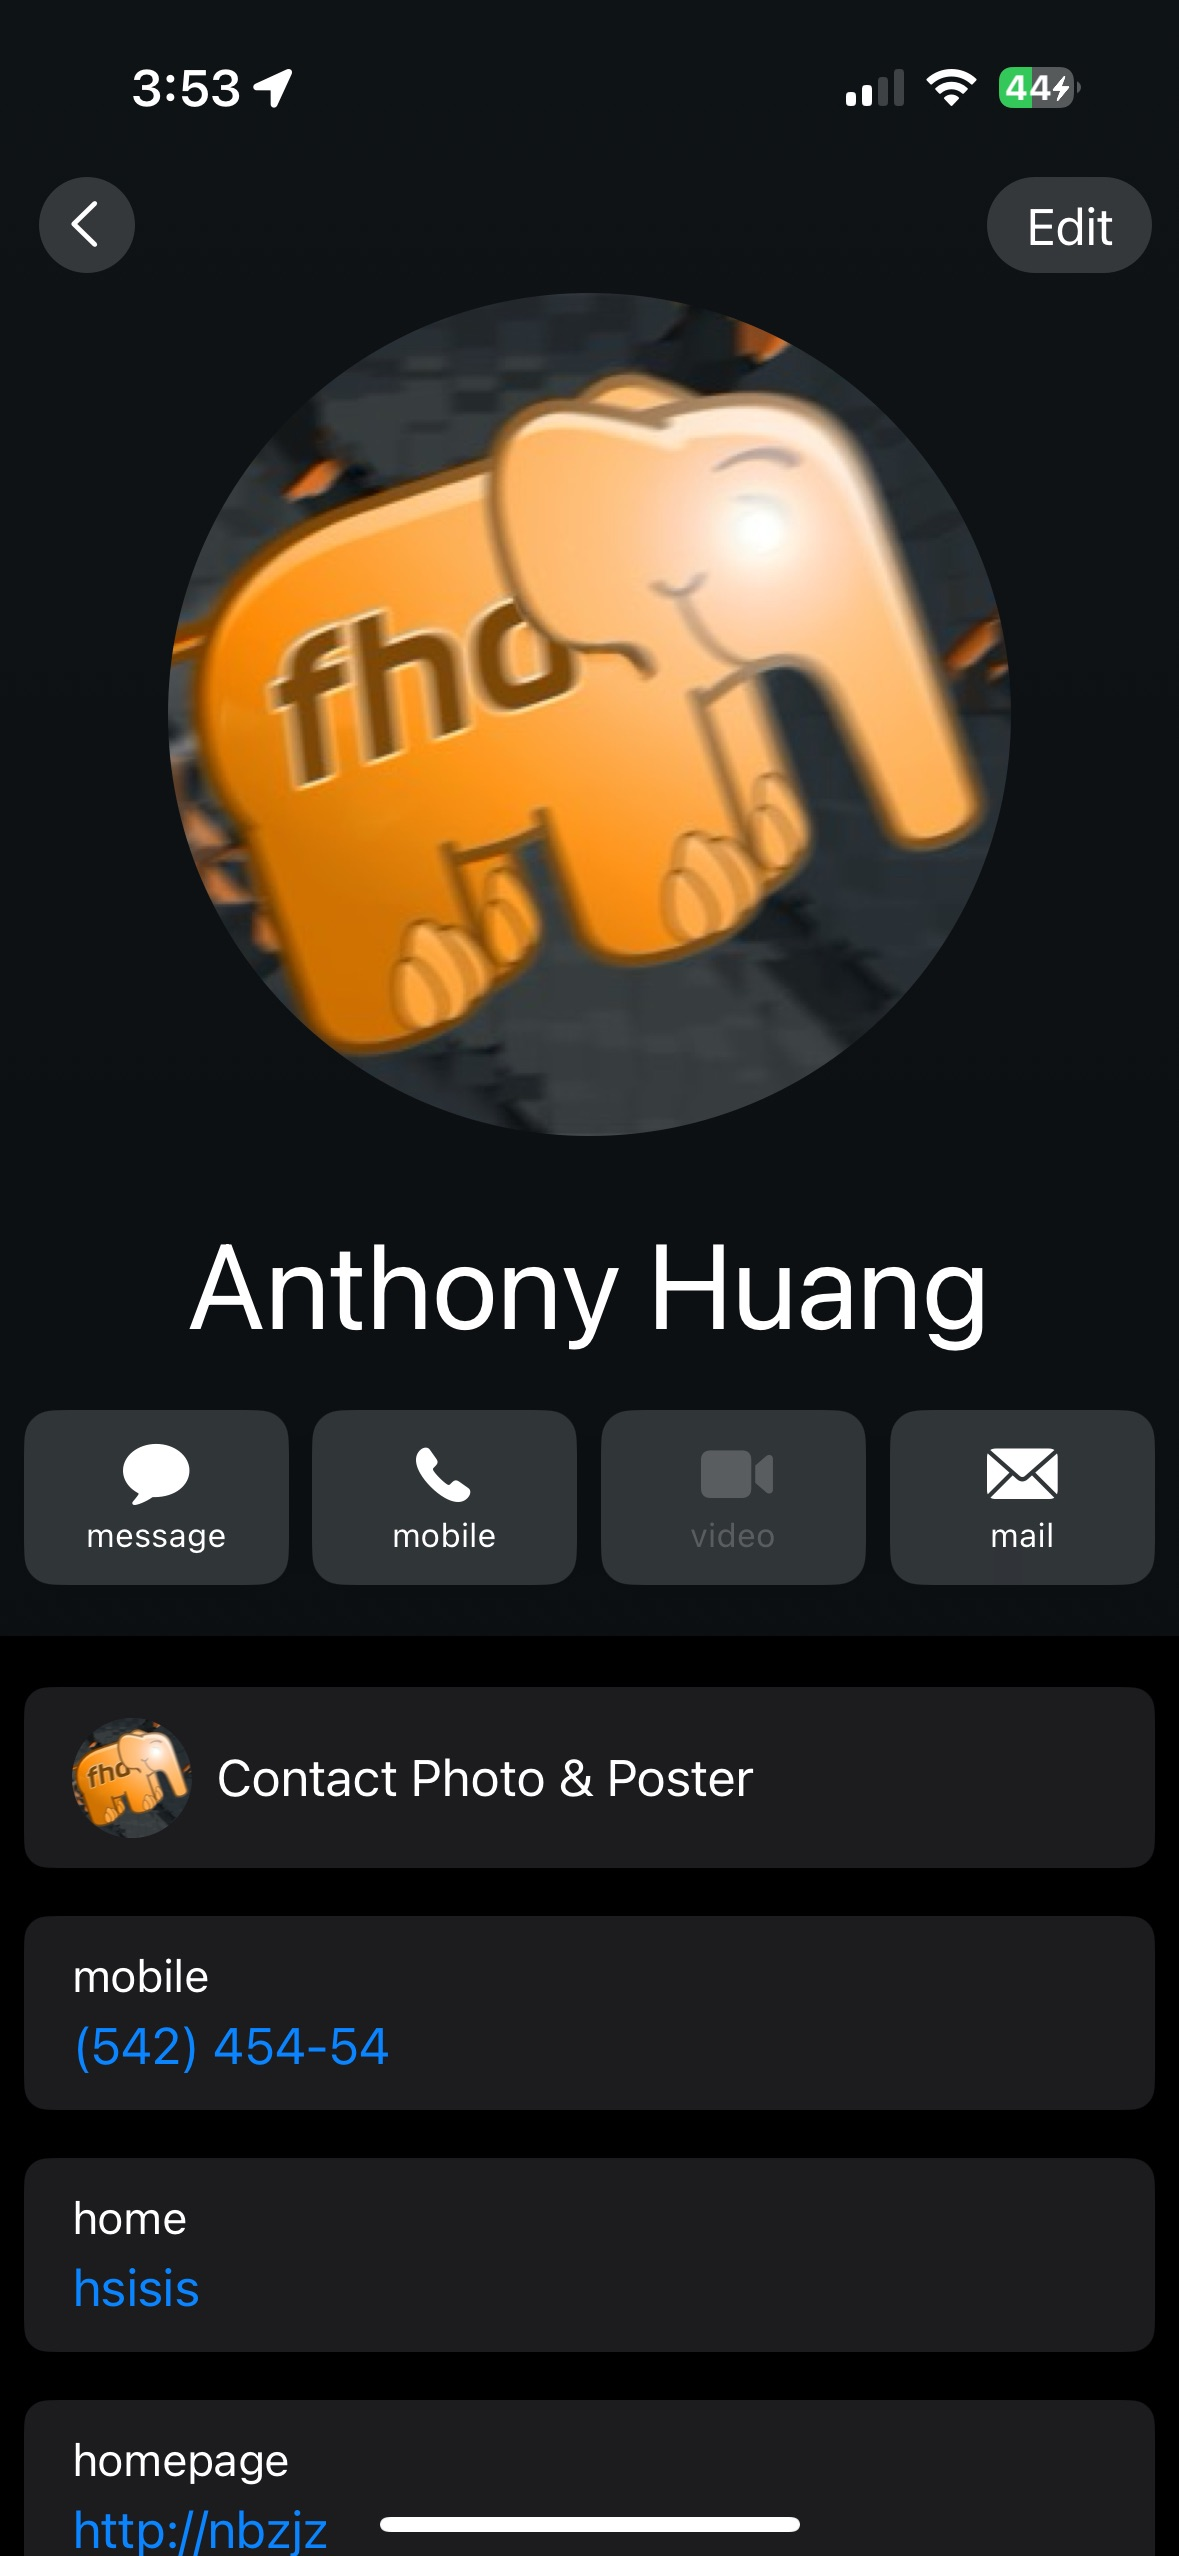 3:53
44
Edit
fho
Anthony Huang
message
mobile
video
mail
fho
Contact Photo & Poster
mobile
(542) 454-54
home
hsisis
homepage
http://nbzjz